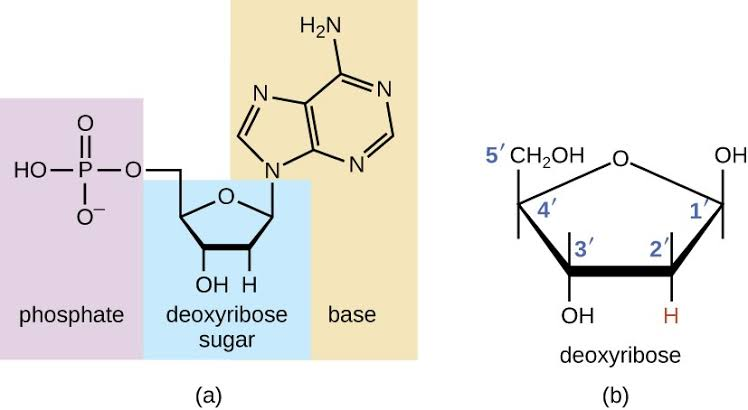 H₂N
N
N
N
N
O
HO P O
O⁻
O
OH H
phosphate
deoxyribose
sugar
base
(a)
5′ CH₂OH
O
OH
4′
1′
3′
2′
OH
H
deoxyribose
(b)